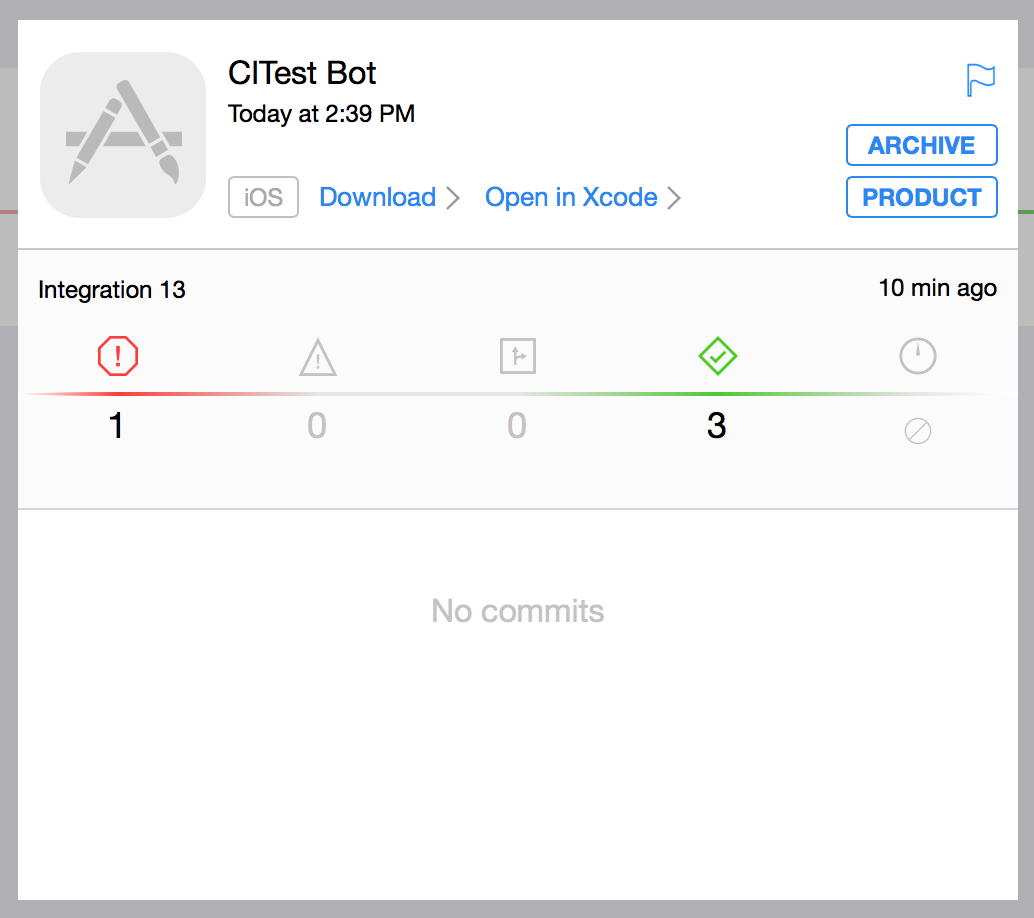 CITest Bot
Today at 2:39 PM
ARCHIVE
iOS Download Open in Xcode PRODUCT
Integration 13 10 min ago
1 0 0 3
No commits